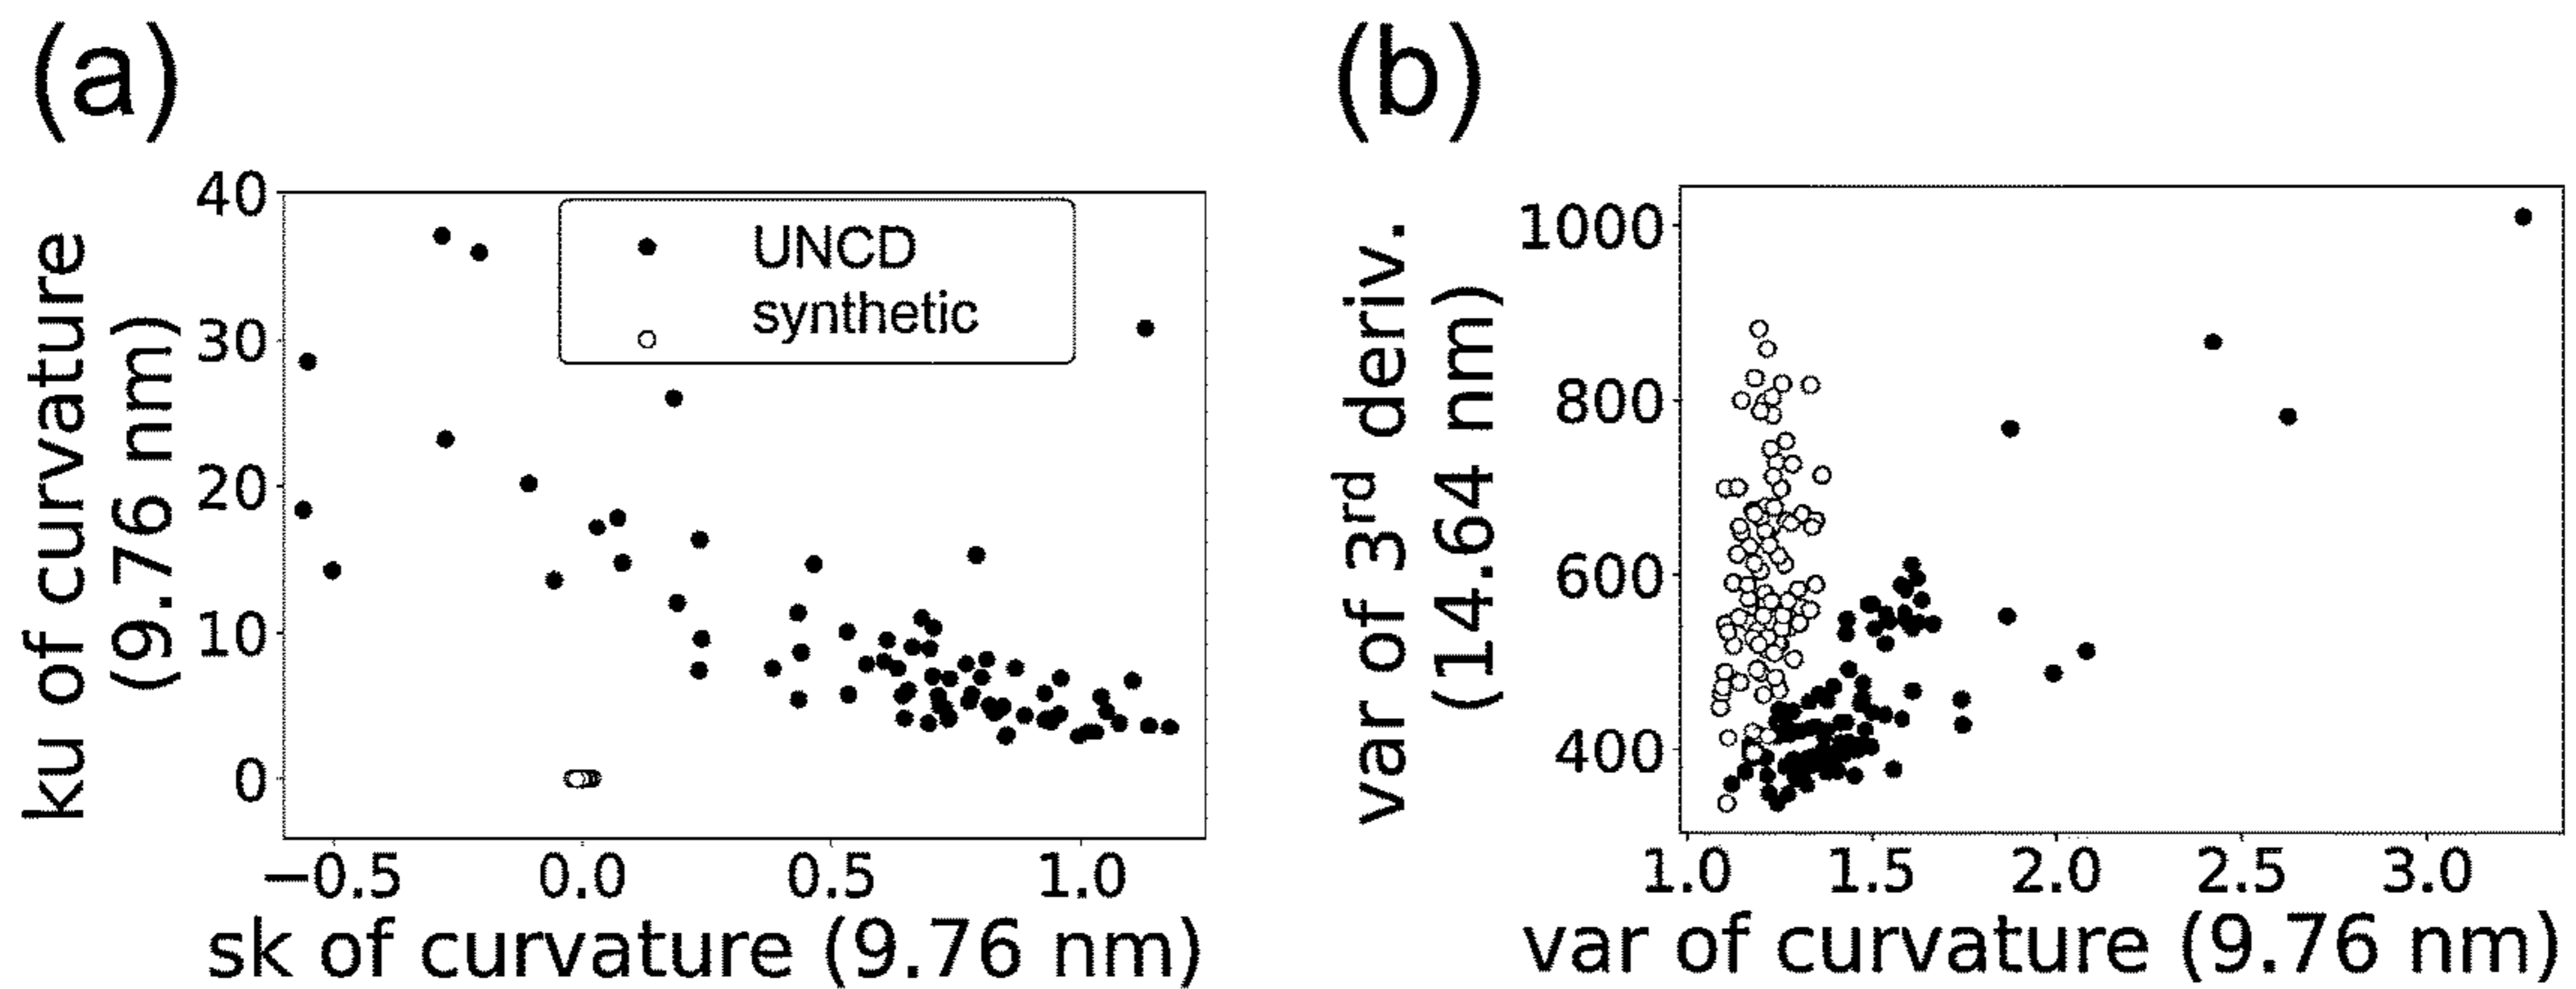 (a)
ku of curvature
(9.76 nm)
40
30
20
10
0
UNCD
synthetic
−0.5
0.0
0.5
1.0
sk of curvature (9.76 nm)
(b)
var of 3rd deriv.
(14.64 nm)
1000
800
600
400
1.0
1.5
2.0
2.5
3.0
var of curvature (9.76 nm)